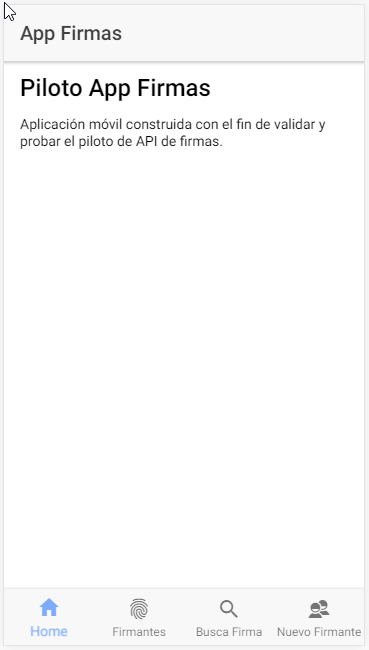 App Firmas
Piloto App Firmas
Aplicación móvil construida con el fin de validar y
probar el piloto de API de firmas.
Home
Firmantes
Busca Firma
Nuevo Firmante